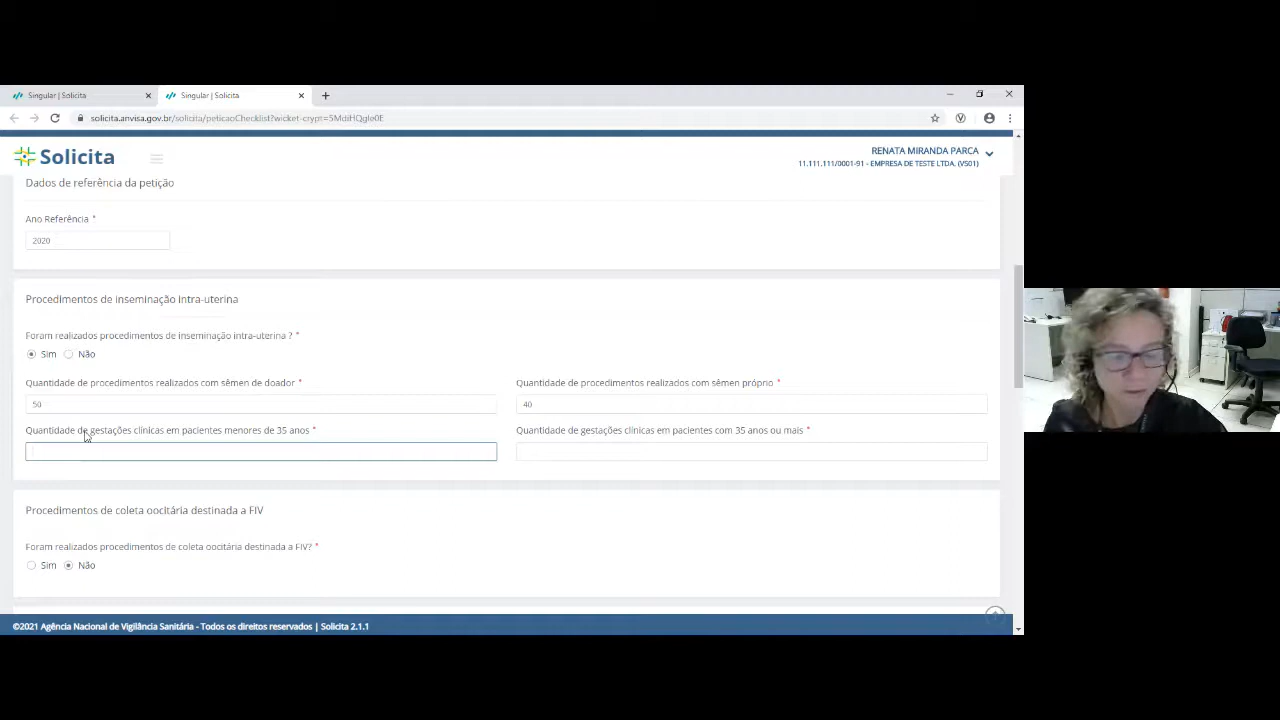 Singular | Solicita
Singular | Solicita
solicita.anvisa.gov.br/solicita/peticaoChecklist?wicket-crypt=5MdiHQgle0E
Solicita
RENATA MIRANDA PARCA
11.111.111/0001-91 - EMPRESA DE TESTE LTDA. (VS01)
Dados de referência da petição
Ano Referência *
2020
Procedimentos de inseminação intra-uterina
Foram realizados procedimentos de inseminação intra-uterina ? *
Sim Não
Quantidade de procedimentos realizados com sêmen de doador * Quantidade de procedimentos realizados com sêmen próprio *
50 40
Quantidade de gestações clínicas em pacientes menores de 35 anos * Quantidade de gestações clínicas em pacientes com 35 anos ou mais *
Procedimentos de coleta oocitária destinada a FIV
Foram realizados procedimentos de coleta oocitária destinada a FIV? *
Sim Não
©2021 Agência Nacional de Vigilância Sanitária - Todos os direitos reservados | Solicita 2.1.1